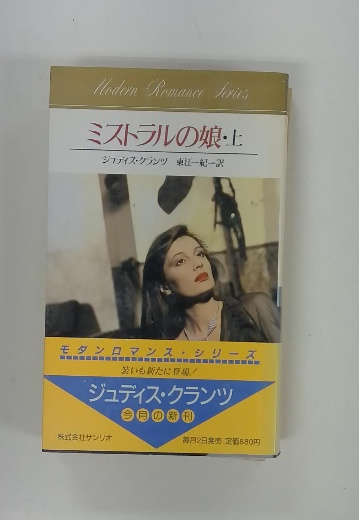 Modern Romance Series
ミストラルの娘・上
ジュディス・クランツ 東江一紀=訳
モダンロマンス・シリーズ
装いも新たに登場!
ジュディス・クランツ
今月の新刊
株式会社サンリオ
毎月2日発売 定価880円